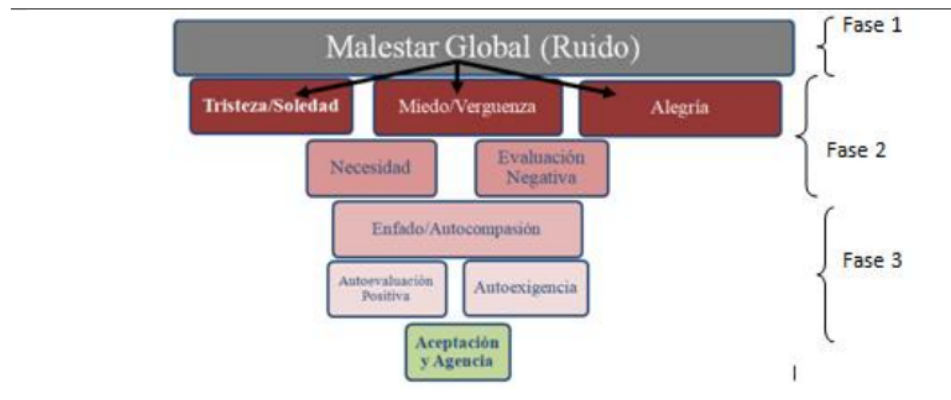 Malestar Global (Ruido)
Fase 1
Tristeza/Soledad
Miedo/Verguenza
Alegría
Necesidad
Evaluación
Negativa
Fase 2
Enfado/Autocompasión
Autoevaluación
Positiva
Autoexigencia
Fase 3
Aceptación
y Agencia